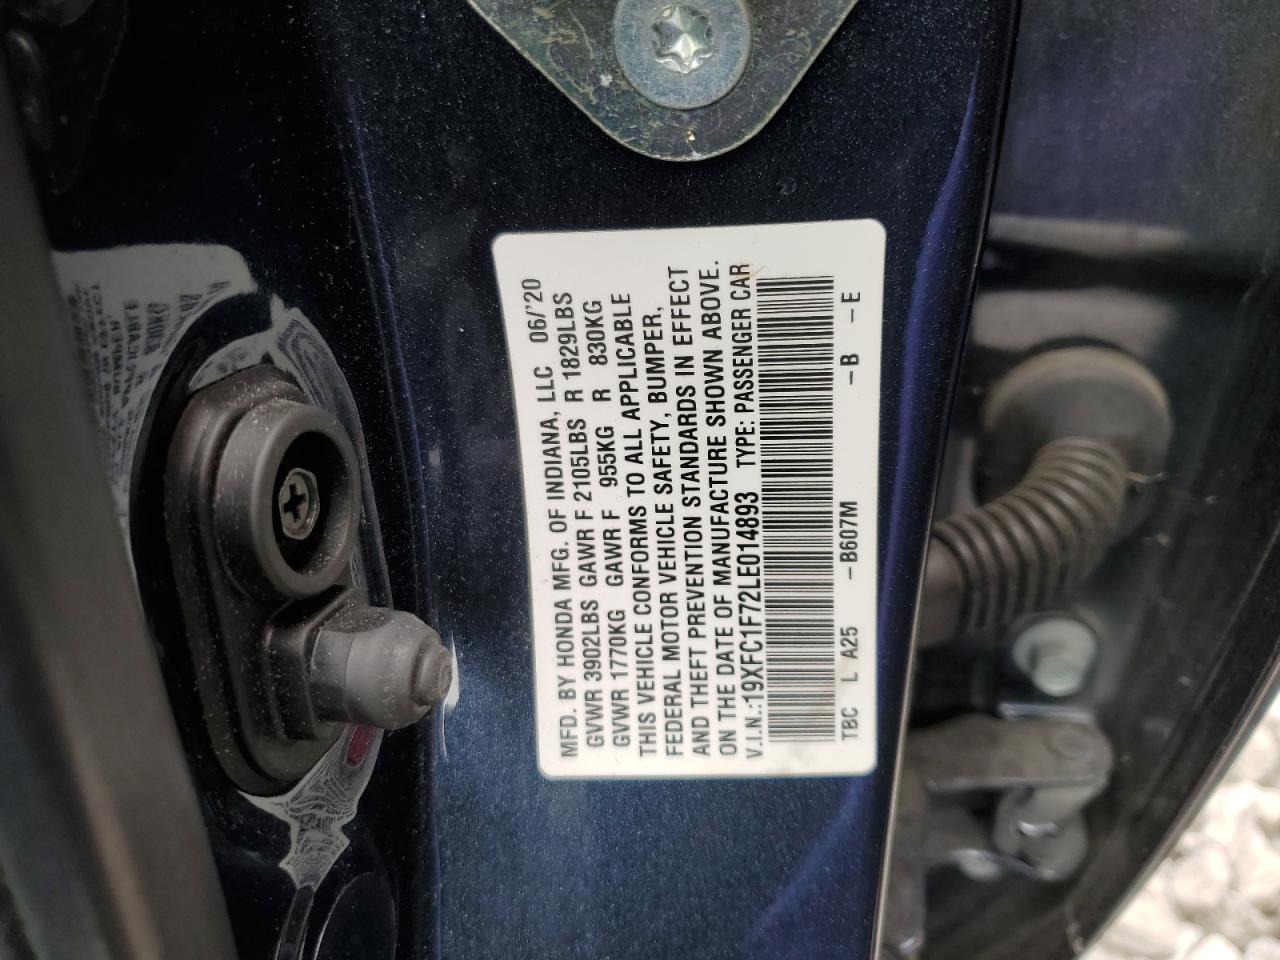 MFD. BY HONDA MFG. OF INDIANA, LLC 06/'20
GVWR 3902LBS GAWR F 2105LBS R 1829LBS
GVWR 1770KG GAWR F 955KG R 830KG
THIS VEHICLE CONFORMS TO ALL APPLICABLE
FEDERAL MOTOR VEHICLE SAFETY, BUMPER,
AND THEFT PREVENTION STANDARDS IN EFFECT
ON THE DATE OF MANUFACTURE SHOWN ABOVE.
V.I.N.:19XFC1F72LE014893 TYPE: PASSENGER CAR
TBC L A25 -B607M -B -E